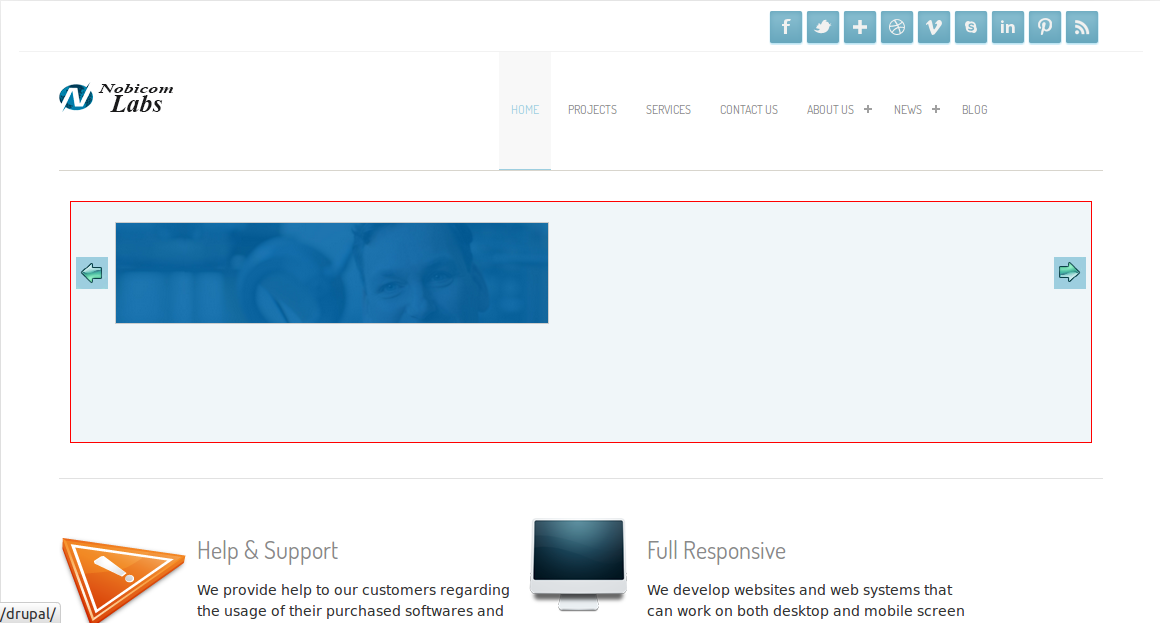 Nobicom
Labs
HOME PROJECTS SERVICES CONTACT US ABOUT US + NEWS + BLOG
Help & Support
We provide help to our customers regarding
the usage of their purchased softwares and
Full Responsive
We develop websites and web systems that
can work on both desktop and mobile screen
/drupal/